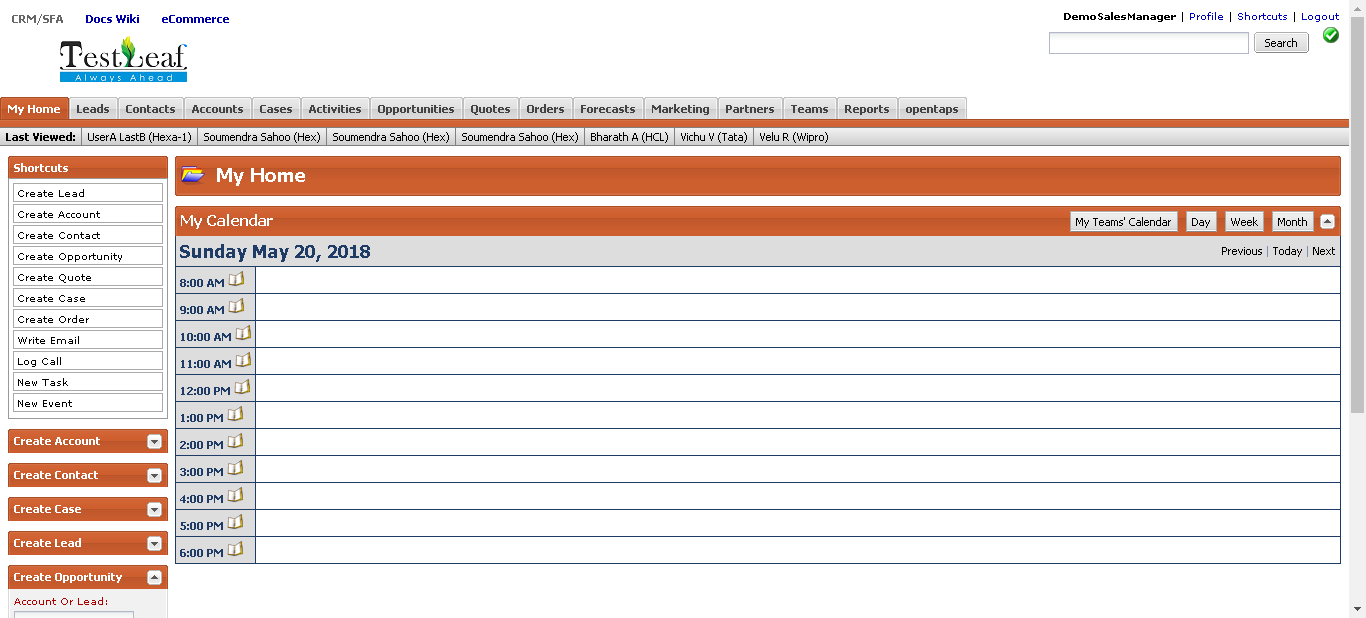 CRM/SFA Docs Wiki eCommerce
DemoSalesManager | Profile | Shortcuts | Logout
Search
TestLeaf
Always Ahead
My Home Leads Contacts Accounts Cases Activities Opportunities Quotes Orders Forecasts Marketing Partners Teams Reports opentaps
Last Viewed: UserA LastB (Hexa-1) Soumendra Sahoo (Hex) Soumendra Sahoo (Hex) Soumendra Sahoo (Hex) Bharath A (HCL) Vichu V (Tata) Velu R (Wipro)
Shortcuts
Create Lead
Create Account
Create Contact
Create Opportunity
Create Quote
Create Case
Create Order
Write Email
Log Call
New Task
New Event
Create Account
Create Contact
Create Case
Create Lead
Create Opportunity
Account Or Lead:
My Home
My Calendar My Teams' Calendar Day Week Month
Sunday May 20, 2018 Previous | Today | Next
8:00 AM
9:00 AM
10:00 AM
11:00 AM
12:00 PM
1:00 PM
2:00 PM
3:00 PM
4:00 PM
5:00 PM
6:00 PM